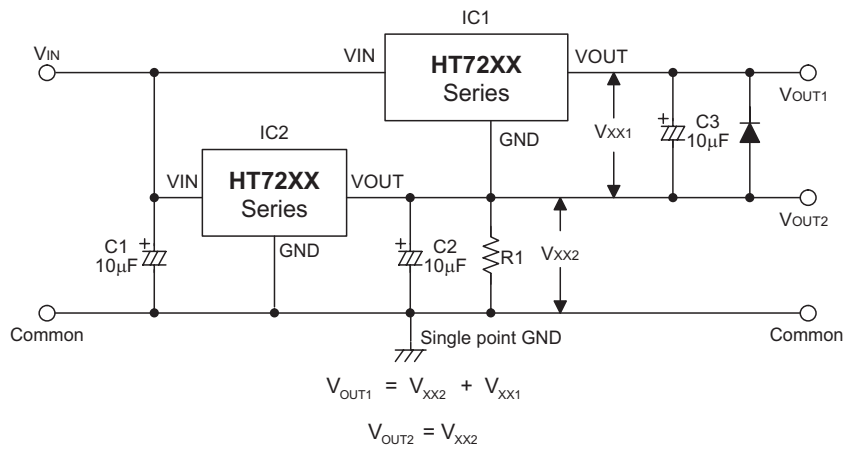 IC1
VIN
VIN
HT72XX
Series
VOUT
GND
VOUT1
IC2
VIN
HT72XX
Series
VOUT
GND
VXX1
C3
10µF
VOUT2
C1
10µF
C2
10µF
R1
VXX2
Common
Single point GND
Common
VOUT1 = VXX2 + VXX1
VOUT2 = VXX2